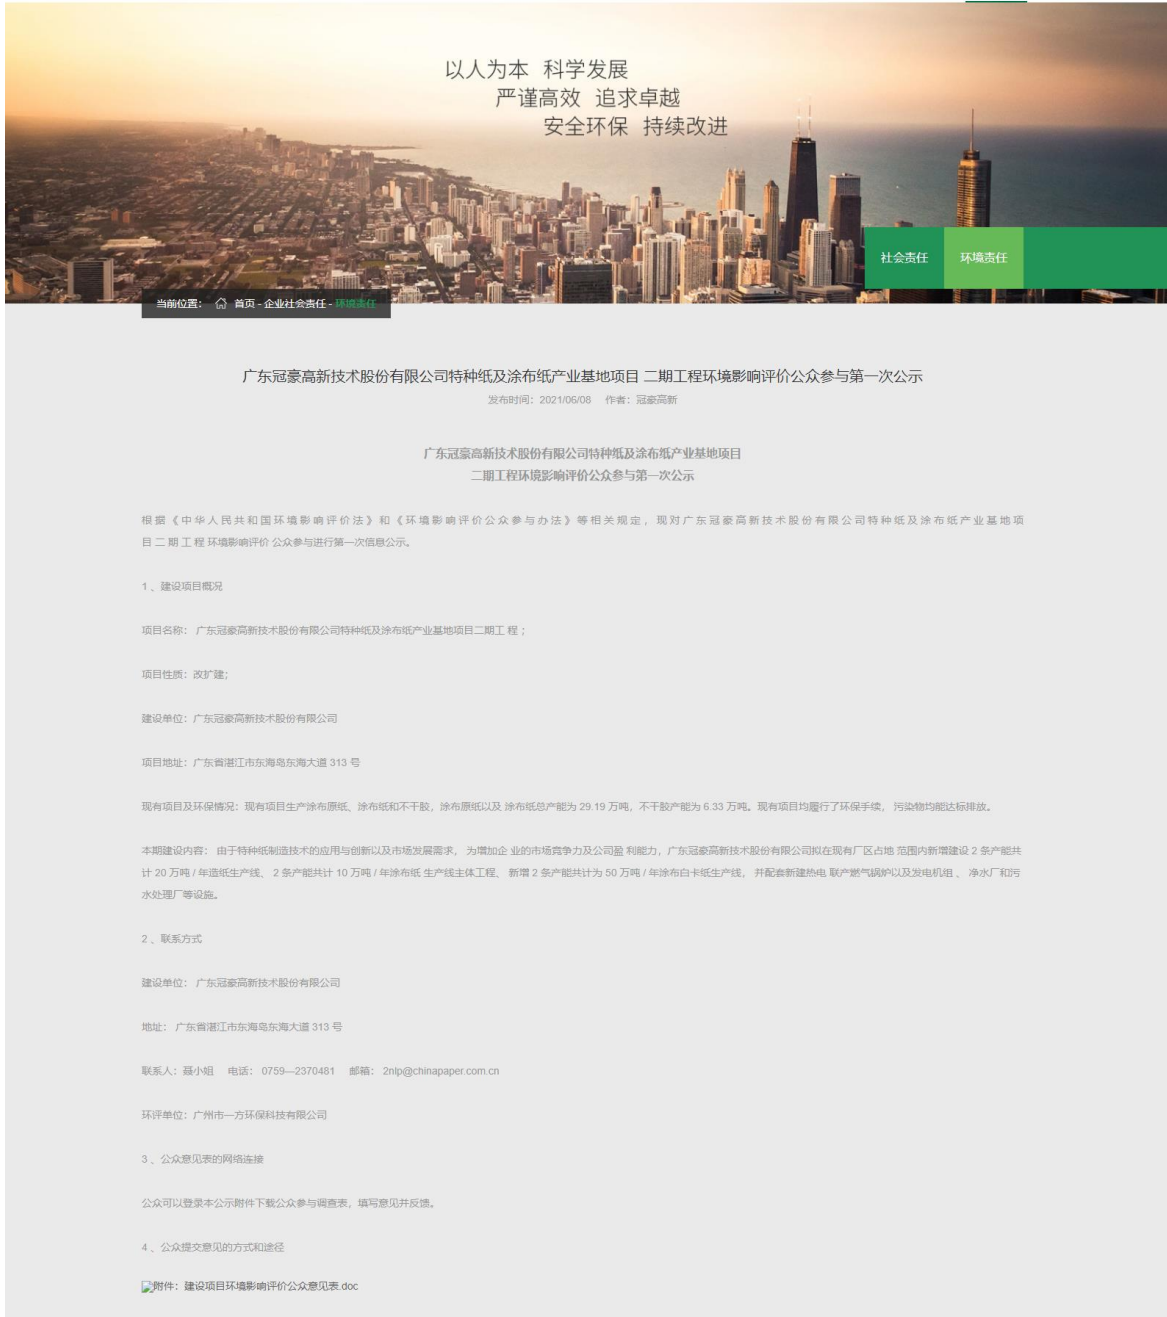 以人为本 科学发展
严谨高效 追求卓越
安全环保 持续改进
社会责任 环境责任
当前位置： 首页 - 企业社会责任 - 环境责任
广东冠豪高新技术股份有限公司特种纸及涂布纸产业基地项目 二期工程环境影响评价公众参与第一次公示
发布时间：2021/06/08 作者：冠豪高新
广东冠豪高新技术股份有限公司特种纸及涂布纸产业基地项目
二期工程环境影响评价公众参与第一次公示
根据《中华人民共和国环境影响评价法》和《环境影响评价公众参与办法》等相关规定，现对广东冠豪高新技术股份有限公司特种纸及涂布纸产业基地项
目 二 期 工 程 环境影响评价 公众参与进行第一次信息公示。
1 、建设项目概况
项目名称： 广东冠豪高新技术股份有限公司特种纸及涂布纸产业基地项目二期工 程 ；
项目性质：改扩建；
建设单位：广东冠豪高新技术股份有限公司
项目地址：广东省湛江市东海岛东海大道 313 号
现有项目及环保情况：现有项目生产涂布原纸、涂布纸和不干胶，涂布原纸以及 涂布纸总产能为 29.19 万吨，不干胶产能为 6.33 万吨。现有项目均履行了环保手续， 污染物均能达标排放。
本期建设内容： 由于特种纸制造技术的应用与创新以及市场发展需求， 为增加企 业的市场竞争力及公司盈 利能力，广东冠豪高新技术股份有限公司拟在现有厂区占地 范围内新增建设 2 条产能共
计 20 万吨 / 年造纸生产线、 2 条产能共计 10 万吨 / 年涂布纸 生产线主体工程、 新增 2 条产能共计为 50 万吨 / 年涂布白卡纸生产线， 并配套新建热电 联产燃气锅炉以及发电机组 、 净水厂和污
水处理厂等设施。
2 、联系方式
建设单位： 广东冠豪高新技术股份有限公司
地址： 广东省湛江市东海岛东海大道 313 号
联系人：聂小姐 电话： 0759—2370481 邮箱： 2nlp@chinapaper.com.cn
环评单位：广州市一方环保科技有限公司
3 、公众意见表的网络连接
公众可以登录本公示附件下载公众参与调查表，填写意见并反馈。
4 、公众提交意见的方式和途径
附件：建设项目环境影响评价公众意见表.doc